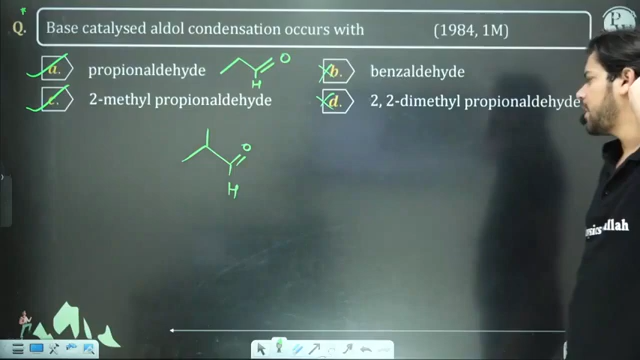 Q. Base catalysed aldol condensation occurs with (1984, 1M)
a. propionaldehyde
b. benzaldehyde
c. 2-methyl propionaldehyde
d. 2, 2-dimethyl propionaldehyde
O
H
O
H